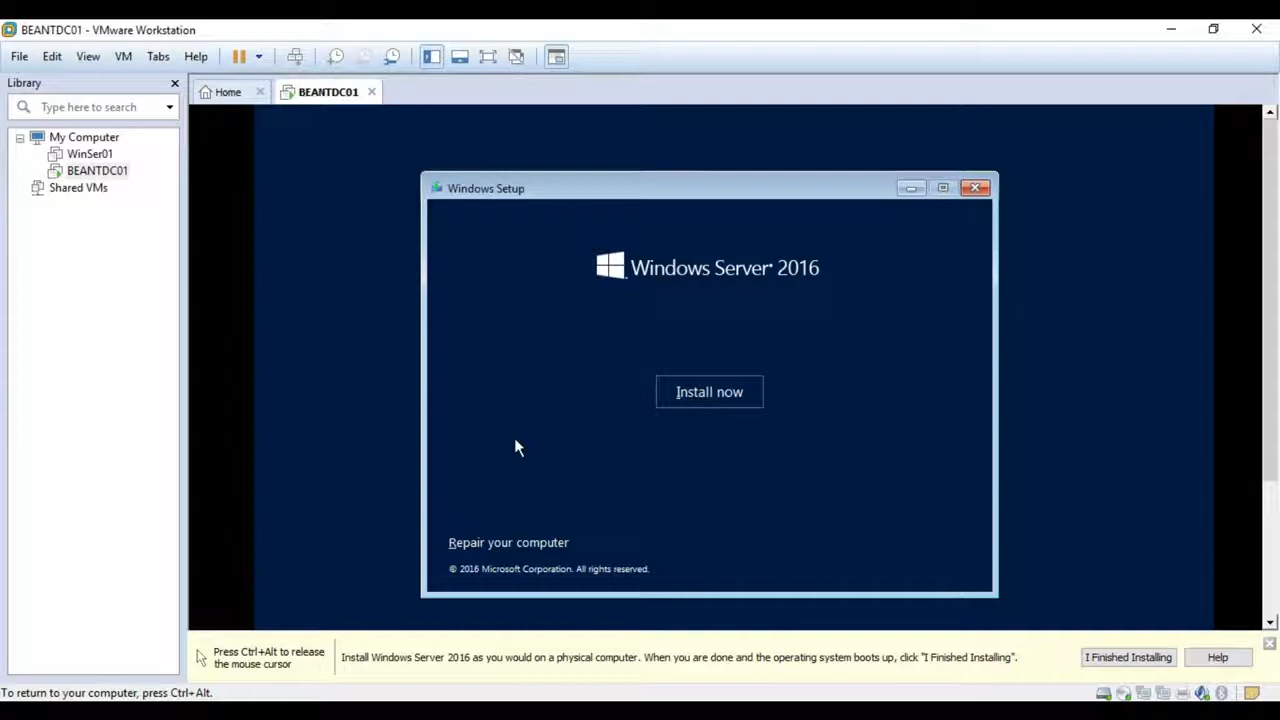 BEANTDC01 - VMware Workstation
File Edit View VM Tabs Help
Library
Type here to search
Home
BEANTDC01
My Computer
WinSer01
BEANTDC01
Shared VMs
Windows Setup
Windows Server 2016
Install now
Repair your computer
© 2016 Microsoft Corporation. All rights reserved.
Press Ctrl+Alt to release
the mouse cursor
Install Windows Server 2016 as you would on a physical computer. When you are done and the operating system boots up, click "I Finished Installing".
I Finished Installing
Help
To return to your computer, press Ctrl+Alt.